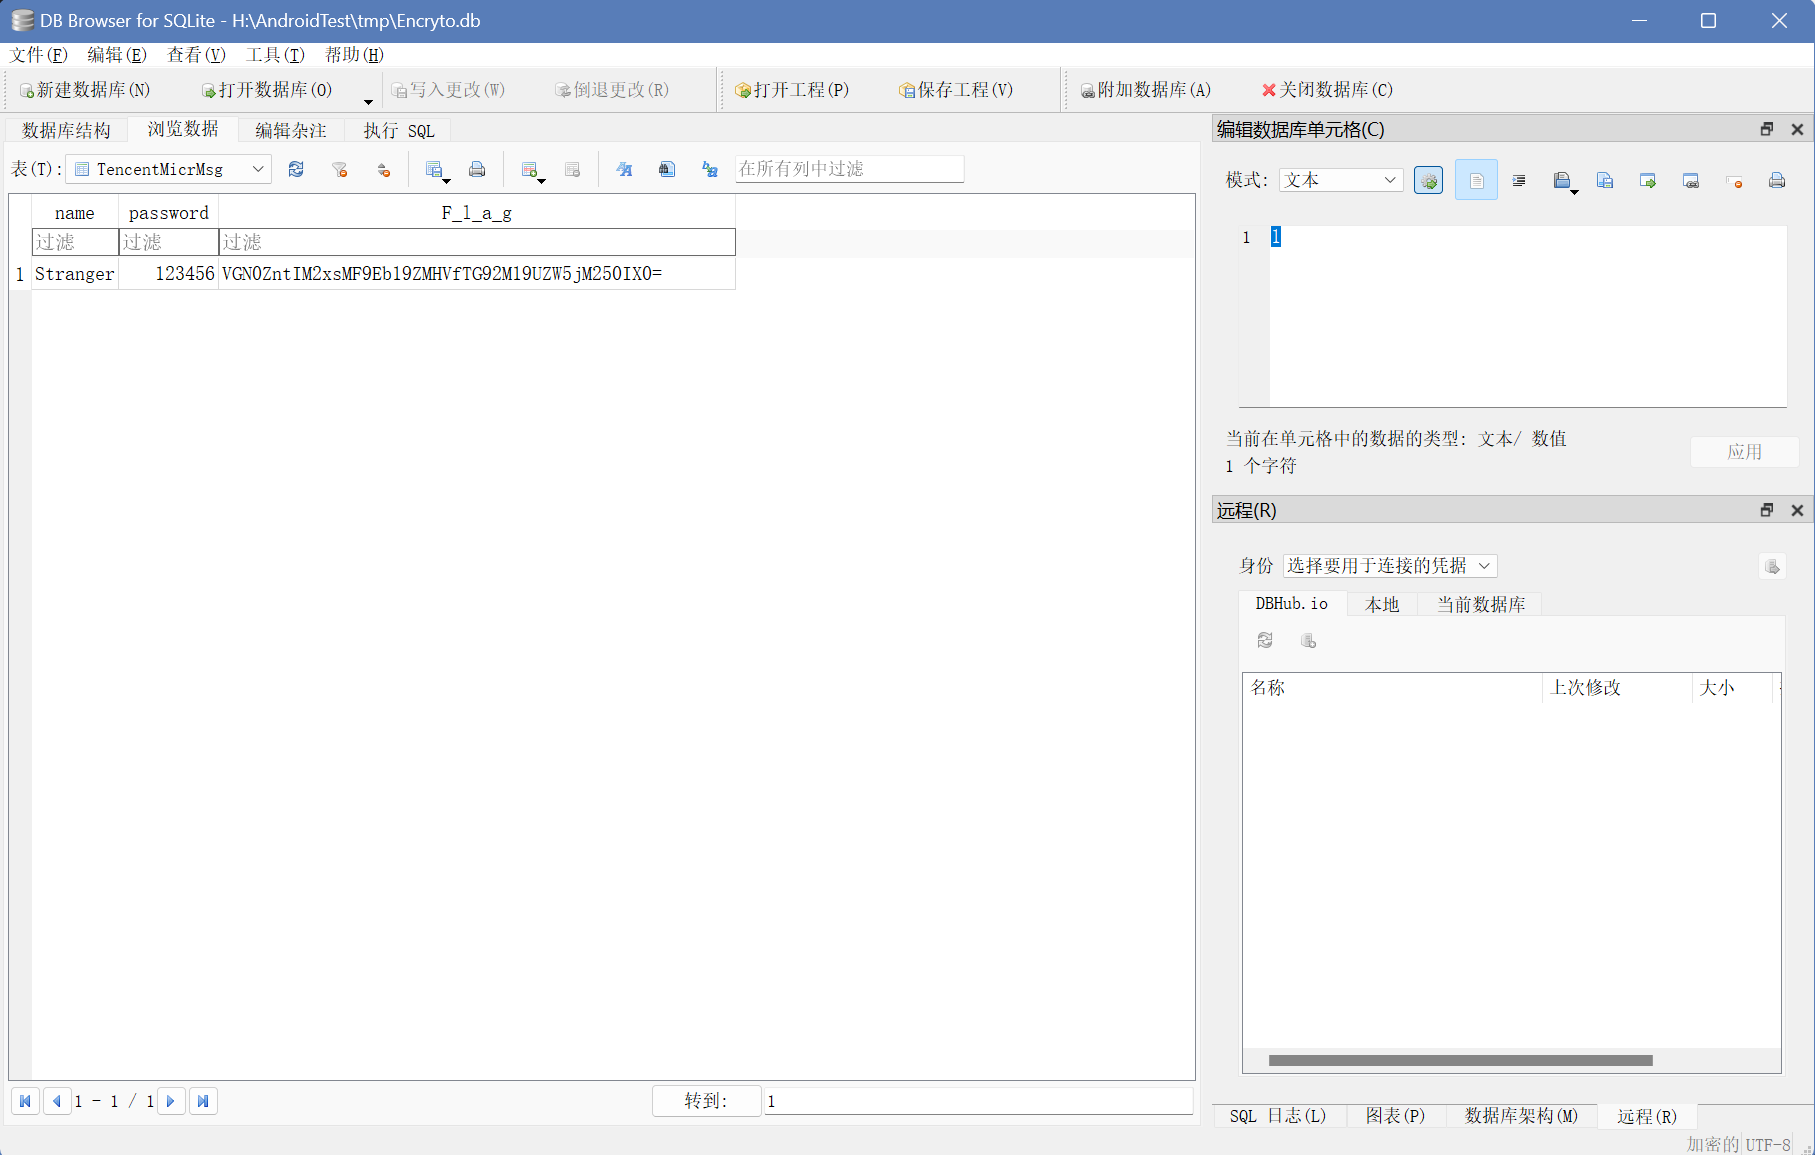 DB Browser for SQLite - H:\AndroidTest\tmp\Encryto.db
文件(F) 编辑(E) 查看(V) 工具(T) 帮助(H)
新建数据库(N) 打开数据库(O) 写入更改(W) 倒退更改(R) 打开工程(P) 保存工程(V) 附加数据库(A) 关闭数据库(C)
数据库结构 浏览数据 编辑杂注 执行 SQL
表(T): TencentMicrMsg 在所有列中过滤
name password F_l_a_g
过滤 过滤 过滤
1 Stranger 123456 VGN0ZntIM2xsMF9Eb19ZMHVfTG92M19UZW5jM250IX0=
1 - 1 / 1
转到: 1
编辑数据库单元格(C)
模式: 文本
1 1
当前在单元格中的数据的类型: 文本/ 数值
1 个字符
应用
远程(R)
身份 选择要用于连接的凭据
DBHub.io 本地 当前数据库
名称 上次修改 大小
SQL 日志(L) 图表(P) 数据库架构(M) 远程(R)
加密的 UTF-8